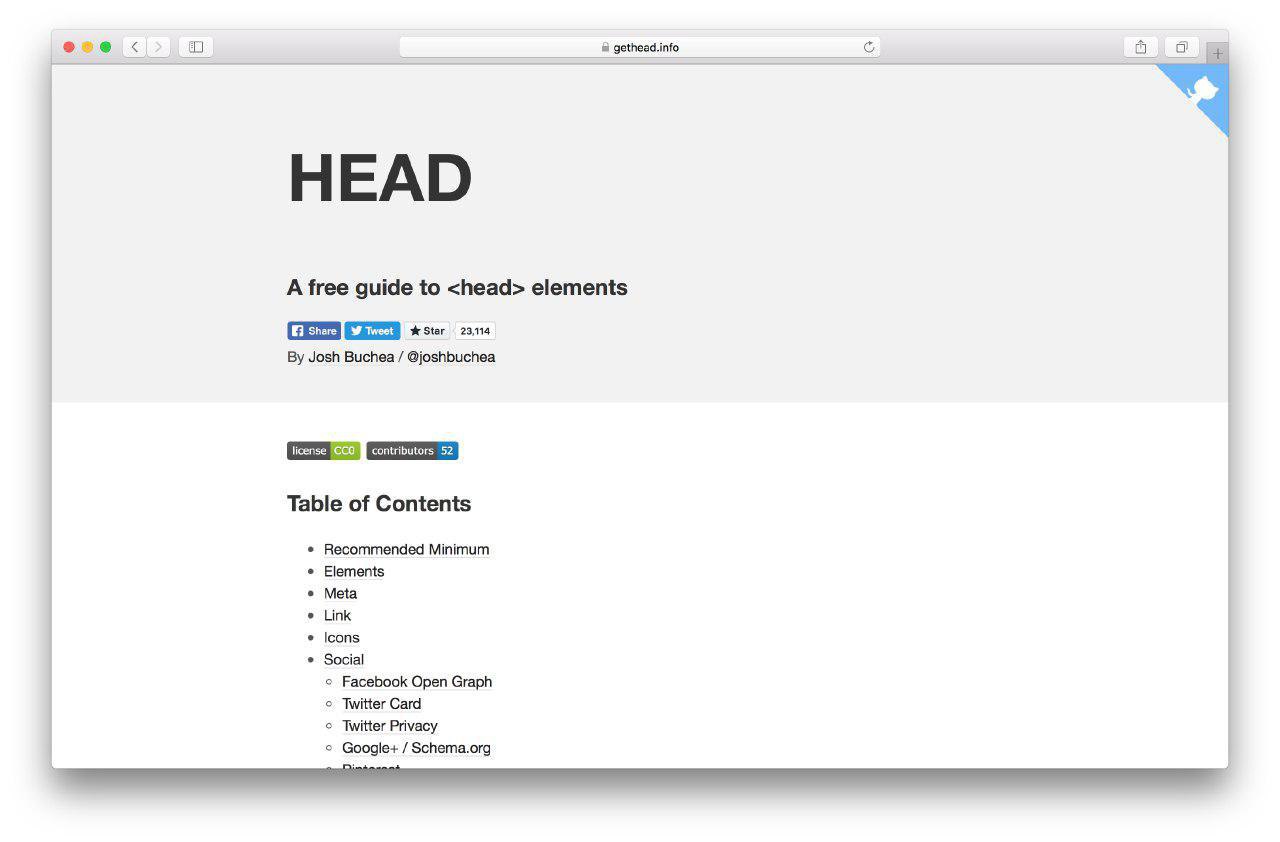 gethead.info
HEAD
A free guide to <head> elements
Share Tweet Star 23,114
By Josh Buchea / @joshbuchea
license CC0 contributors 52
Table of Contents
Recommended Minimum
Elements
Meta
Link
Icons
Social
Facebook Open Graph
Twitter Card
Twitter Privacy
Google+ / Schema.org
Pinterest